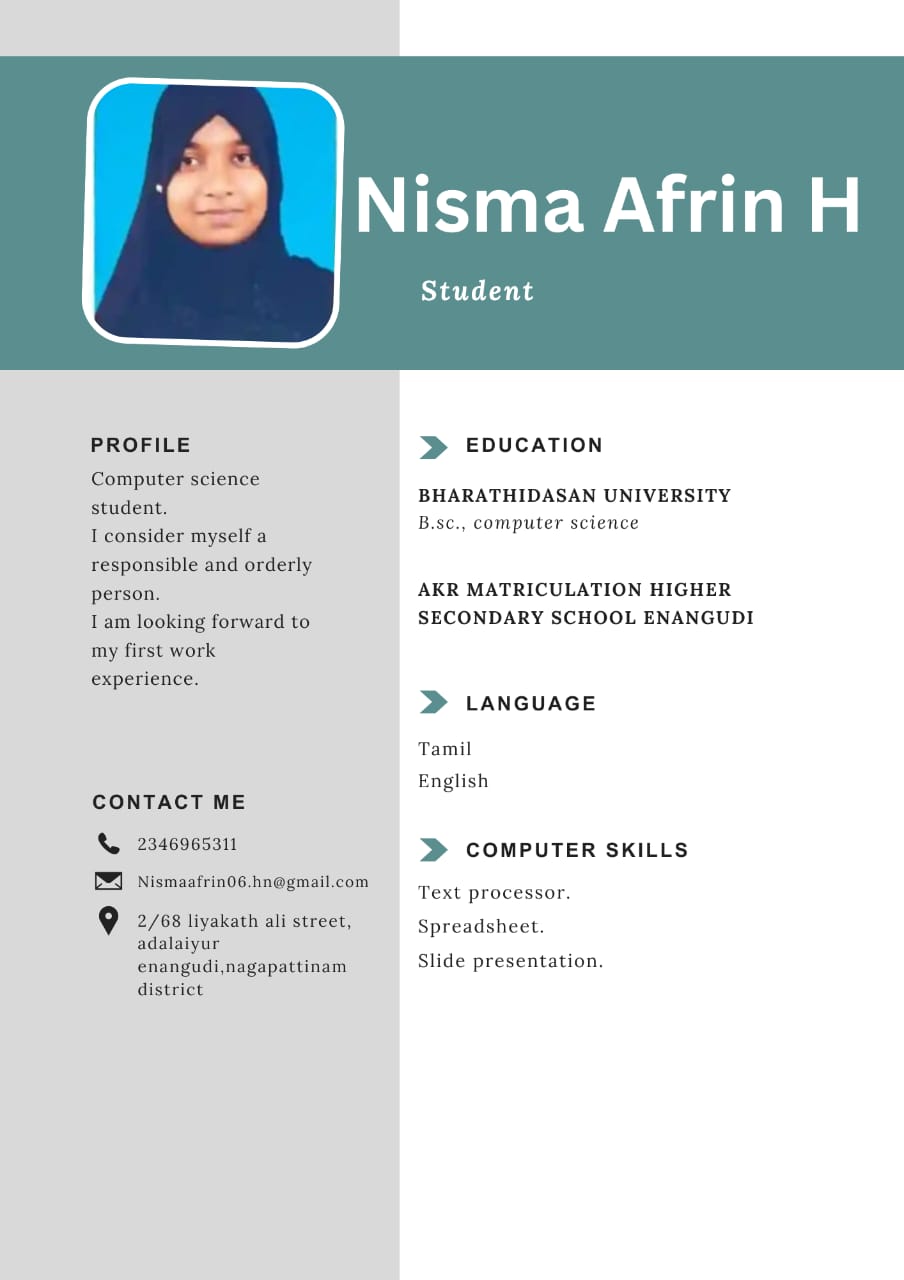 Nisma Afrin H
Student
PROFILE
Computer science
student.
I consider myself a
responsible and orderly
person.
I am looking forward to
my first work
experience.
CONTACT ME
2346965311
Nismaafrin06.hn@gmail.com
2/68 liyakath ali street,
adalaiyur
enangudi,nagapattinam
district
EDUCATION
BHARATHIDASAN UNIVERSITY
B.sc., computer science
AKR MATRICULATION HIGHER
SECONDARY SCHOOL ENANGUDI
LANGUAGE
Tamil
English
COMPUTER SKILLS
Text processor.
Spreadsheet.
Slide presentation.